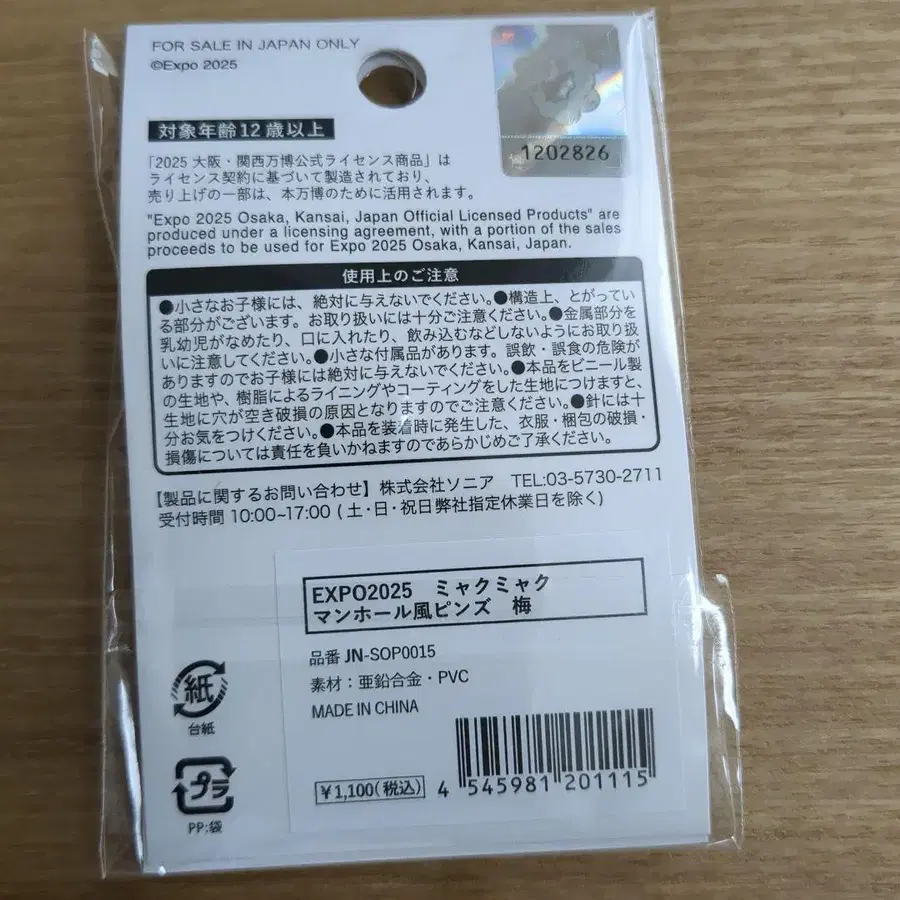 FOR SALE IN JAPAN ONLY
©Expo 2025
1202826
対象年齢12歳以上
「2025 大阪・関西万博公式ライセンス商品」は
ライセンス契約に基づいて製造されており、
売り上げの一部は、本万博のために活用されます。
"Expo 2025 Osaka, Kansai, Japan Official Licensed Products" are
produced under a licensing agreement, with a portion of the sales
proceeds to be used for Expo 2025 Osaka, Kansai, Japan.
使用上のご注意
●小さなお子様には、絶対に与えないでください。●構造上、とがってい
る部分がございます。お取り扱いには十分ご注意ください。●金属部分を
乳幼児がなめたり、口に入れたり、飲み込むなどしないようにお取り扱
いに注意してください。●小さな付属品があります。誤飲・誤食の危険が
ありますのでお子様には絶対に与えないでください。●本品をビニール製
の生地や、樹脂によるライニングやコーティングをした生地につけますと、
生地に穴が空き破損の原因となりますのでご注意ください。●針には十
分お気をつけください。●本品を装着時に発生した、衣服・梱包の破損・
損傷については責任を負いかねますのであらかじめご了承ください。
【製品に関するお問い合わせ】株式会社ソニア TEL:03-5730-2711
受付時間 10:00~17:00 (土・日・祝日弊社指定休業日を除く)
EXPO2025 ミャクミャク
マンホール風ピンズ 梅
品番 JN-SOP0015
素材：亜鉛合金・PVC
MADE IN CHINA
紙
台紙
プラ
PP:袋
¥1,100(税込)
4 545981 201115